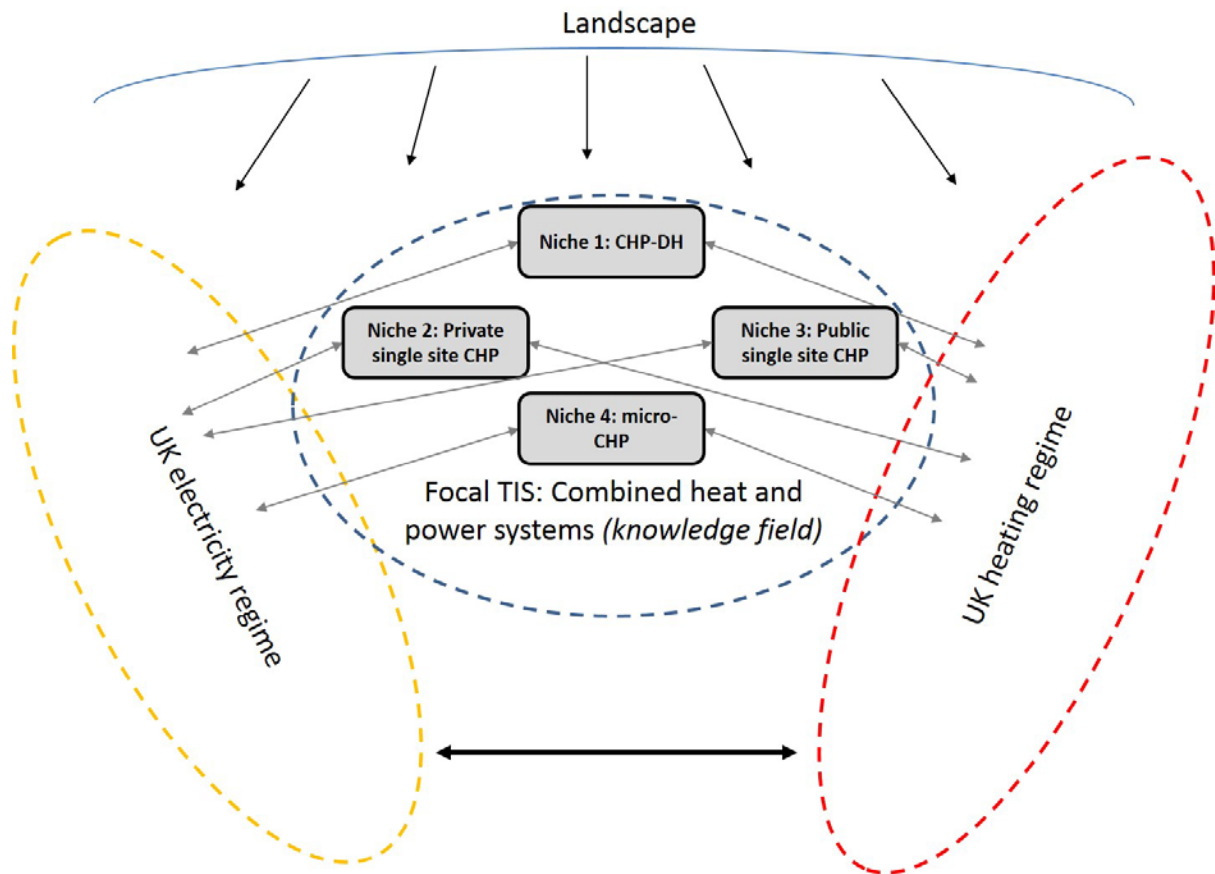 Landscape
Niche 1: CHP-DH
Niche 2: Private
single site CHP
Niche 3: Public
single site CHP
Niche 4: micro-
CHP
Focal TIS: Combined heat and
power systems (knowledge field)
UK electricity regime
UK heating regime